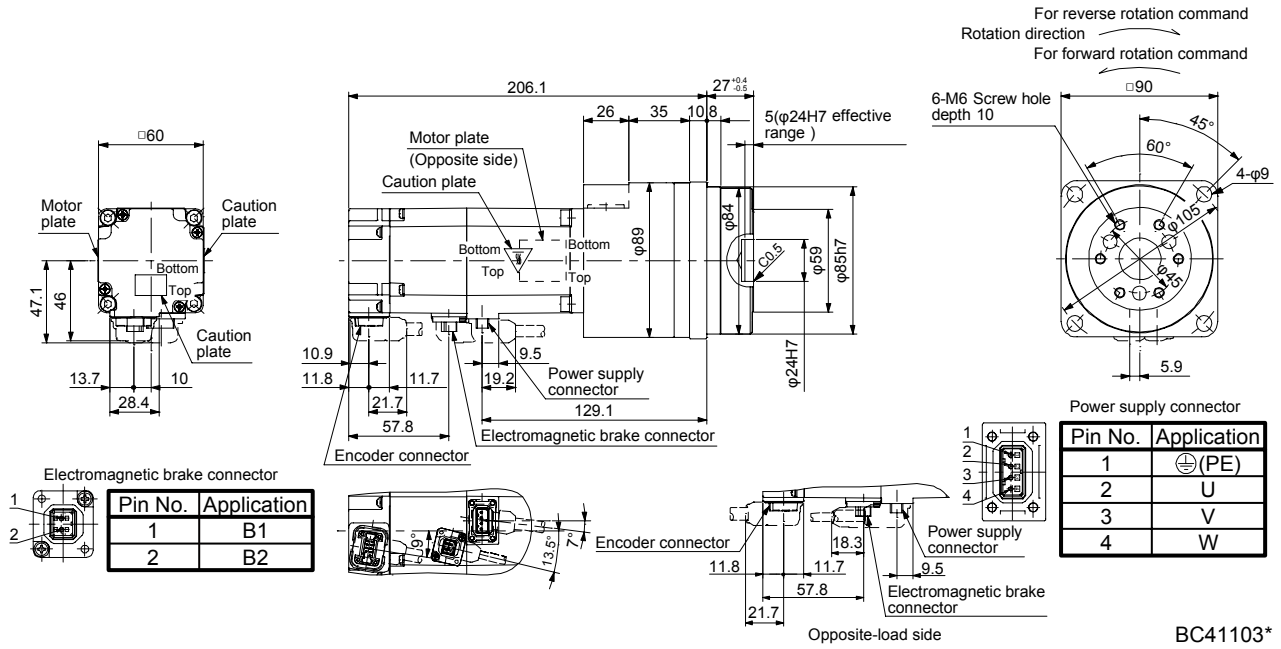 For reverse rotation command
Rotation direction
For forward rotation command
□90
6-M6 Screw hole
depth 10
45°
60°
4-φ9
φ105
φ45
5.9
206.1
27 +0.4 -0.5
26
35
10
8
5(φ24H7 effective
range )
Motor plate
(Opposite side)
Caution plate
Bottom
Top
Bottom
Top
φ89
φ84
C0.5
φ59
φ85h7
φ24H7
10.9
11.8
11.7
21.7
57.8
9.5
19.2
129.1
Power supply
connector
Electromagnetic brake connector
Encoder connector
□60
Motor
plate
Caution
plate
Bottom
Top
Caution
plate
47.1
46
13.7
10
28.4
Electromagnetic brake connector
1
2
Pin No. Application
1 B1
2 B2
9°
13.5°
7°
Encoder connector
Power supply
connector
18.3
11.8
11.7
9.5
57.8
Electromagnetic brake
connector
21.7
Opposite-load side
Power supply connector
1
2
3
4
Pin No. Application
1 (PE)
2 U
3 V
4 W
BC41103*